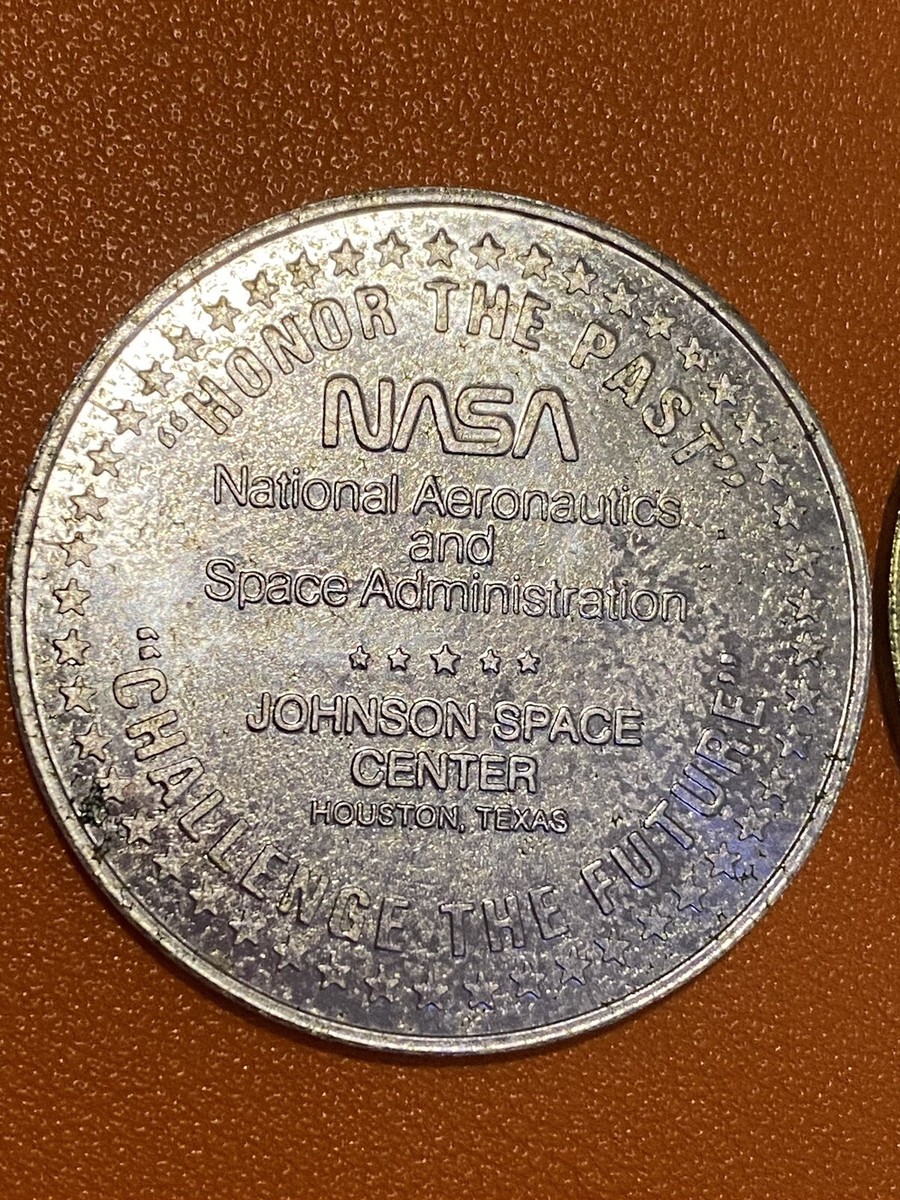 “HONOR THE PAST”
NASA
National Aeronautics
and
Space Administration
JOHNSON SPACE
CENTER
HOUSTON, TEXAS
“CHALLENGE THE FUTURE”